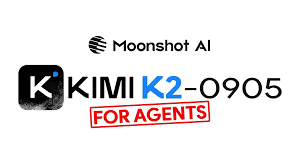 Moonshot AI
K KIMI K2-0905
FOR AGENTS